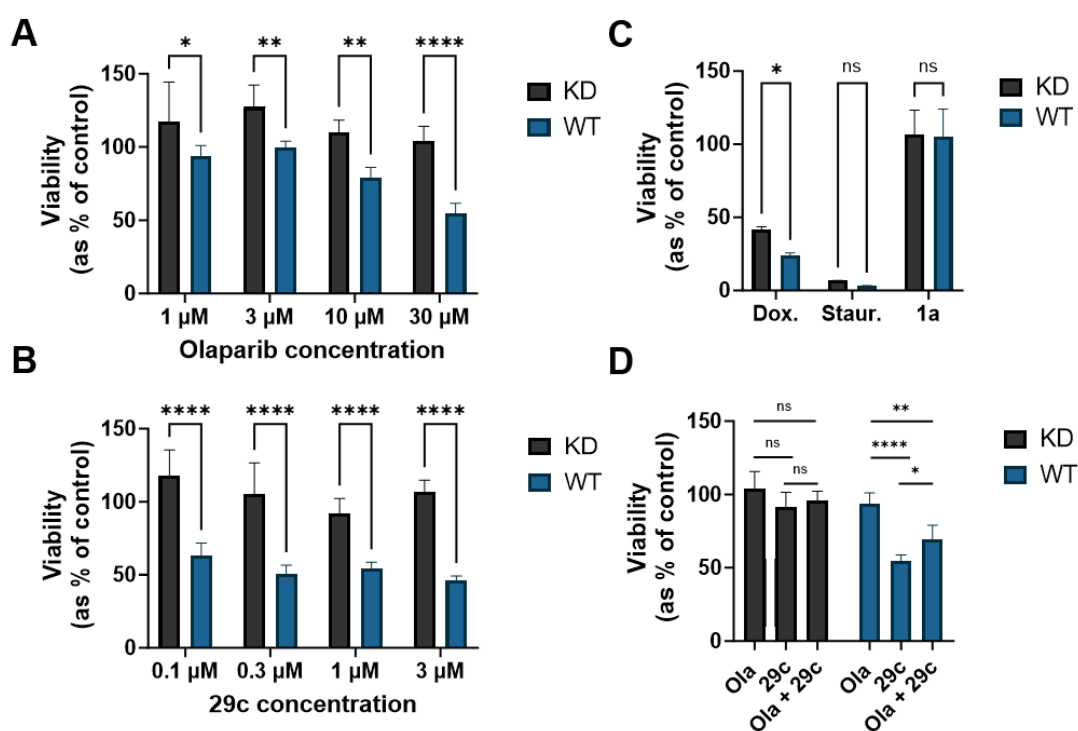 A
* ** ** ****
150
100
50
0
Viability
(as % of control)
1 µM 3 µM 10 µM 30 µM
Olaparib concentration
KD
WT
B
**** **** **** ****
150
100
50
0
Viability
(as % of control)
0.1 µM 0.3 µM 1 µM 3 µM
29c concentration
KD
WT
C
* ns ns
150
100
50
0
Viability
(as % of control)
Dox. Staur. 1a
KD
WT
D
ns **
ns ****
ns *
150
100
50
0
Viability
(as % of control)
Ola 29c Ola + 29c Ola 29c Ola + 29c
KD
WT